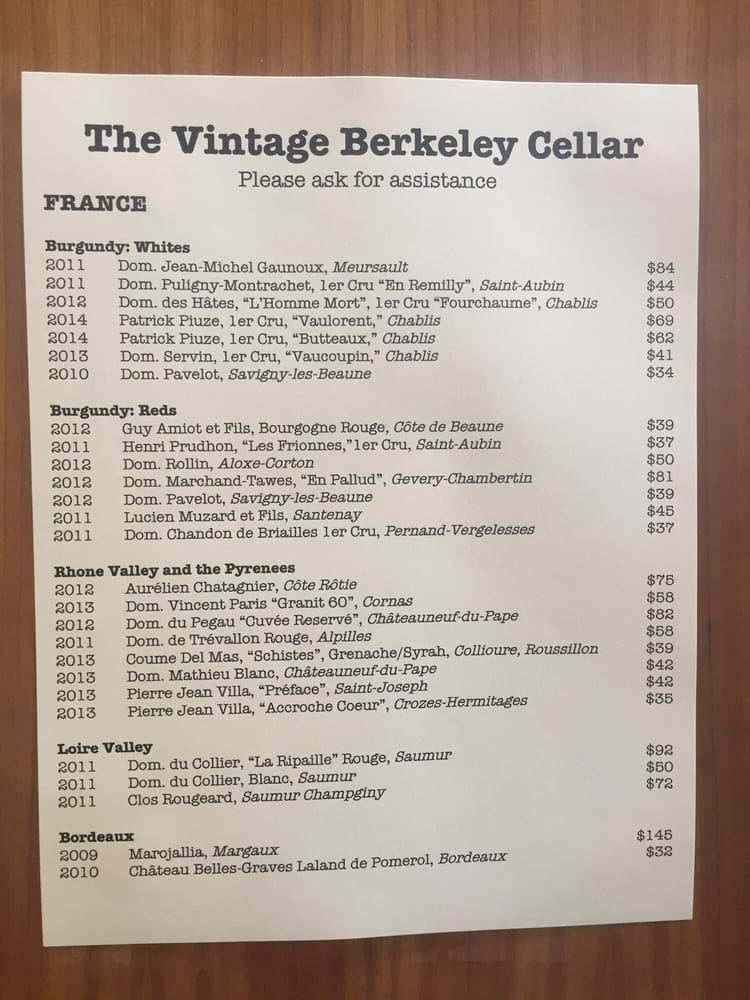 The Vintage Berkeley Cellar
Please ask for assistance
FRANCE
Burgundy: Whites
2011 Dom. Jean-Michel Gaunoux, Meursault $84
2011 Dom. Puligny-Montrachet, 1er Cru “En Remilly”, Saint-Aubin $44
2012 Dom. des Hâtes, “L’Homme Mort”, 1er Cru “Fourchaume”, Chablis $50
2014 Patrick Piuze, 1er Cru, “Vaulorent,” Chablis $69
2014 Patrick Piuze, 1er Cru, “Butteaux,” Chablis $62
2013 Dom. Servin, 1er Cru, “Vaucoupin,” Chablis $41
2010 Dom. Pavelot, Savigny-les-Beaune $34
Burgundy: Reds
2012 Guy Amiot et Fils, Bourgogne Rouge, Côte de Beaune $39
2011 Henri Prudhon, “Les Frionnes,”1er Cru, Saint-Aubin $37
2012 Dom. Rollin, Aloxe-Corton $50
2012 Dom. Marchand-Tawes, “En Pallud”, Gevery-Chambertin $81
2012 Dom. Pavelot, Savigny-les-Beaune $39
2011 Lucien Muzard et Fils, Santenay $45
2011 Dom. Chandon de Briailles 1er Cru, Pernand-Vergelesses $37
Rhone Valley and the Pyrenees
2012 Aurélien Chatagnier, Côte Rôtie $75
2013 Dom. Vincent Paris “Granit 60”, Cornas $58
2012 Dom. du Pegau “Cuvée Reservé”, Châteauneuf-du-Pape $82
2011 Dom. de Trévallon Rouge, Alpilles $58
2013 Coume Del Mas, “Schistes”, Grenache/Syrah, Collioure, Roussillon $39
2013 Dom. Mathieu Blanc, Châteauneuf-du-Pape $42
2013 Pierre Jean Villa, “Préface”, Saint-Joseph $42
2013 Pierre Jean Villa, “Accroche Coeur”, Crozes-Hermitages $35
Loire Valley
2011 Dom. du Collier, “La Ripaille” Rouge, Saumur $92
2011 Dom. du Collier, Blanc, Saumur $50
2011 Clos Rougeard, Saumur Champginy $72
Bordeaux
2009 Marojallia, Margaux $145
2010 Château Belles-Graves Laland de Pomerol, Bordeaux $32